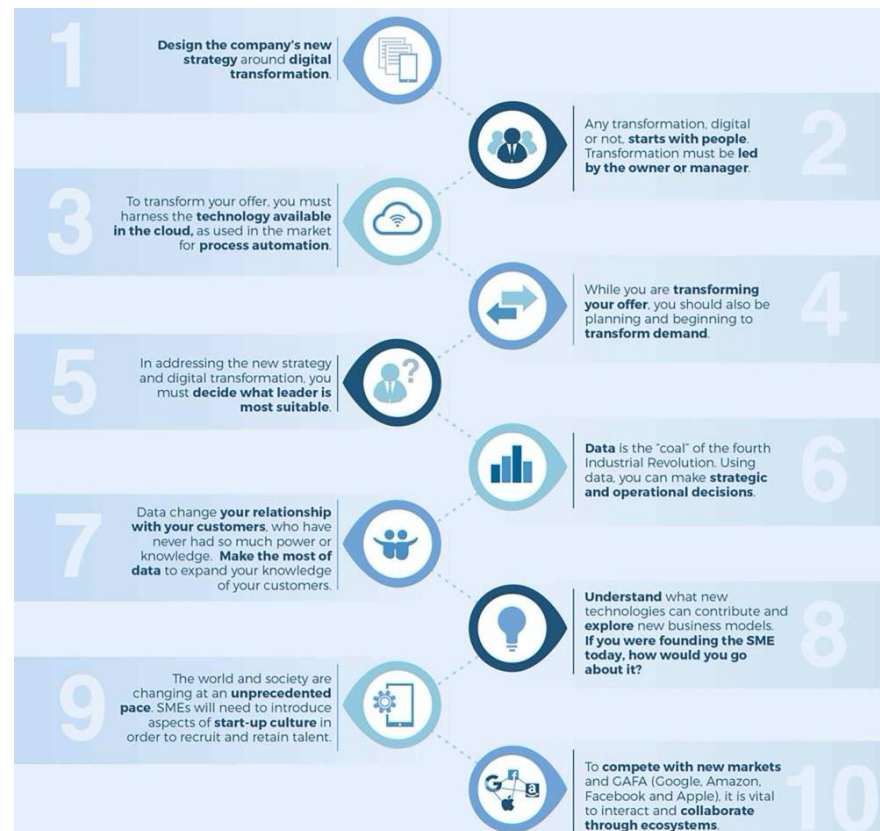 1
Design the company's new
strategy around digital
transformation.
2
Any transformation, digital
or not, starts with people.
Transformation must be led
by the owner or manager.
3
To transform your offer, you must
harness the technology available
in the cloud, as used in the market
for process automation.
4
While you are transforming
your offer, you should also be
planning and beginning to
transform demand.
5
In addressing the new strategy
and digital transformation, you
must decide what leader is
most suitable.
?
6
Data is the "coal" of the fourth
Industrial Revolution. Using
data, you can make strategic
and operational decisions.
7
Data change your relationship
with your customers, who have
never had so much power or
knowledge. Make the most of
data to expand your knowledge
of your customers.
8
Understand what new
technologies can contribute and
explore new business models.
If you were founding the SME
today, how would you go
about it?
9
The world and society are
changing at an unprecedented
pace. SMEs will need to introduce
aspects of start-up culture in
order to recruit and retain talent.
10
G f a
To compete with new markets
and GAFA (Google, Amazon,
Facebook and Apple), it is vital
to interact and collaborate
through ecosystems.